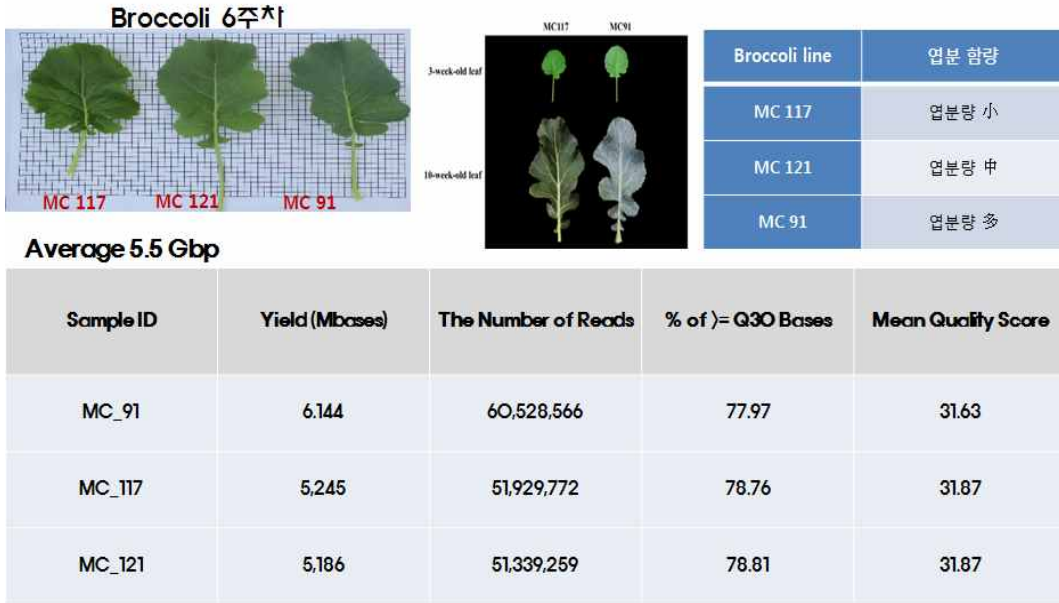 Broccoli 6주차
MC 117 MC 121 MC 91
MC117 MC91
3-week-old leaf
10-week-old leaf
Broccoli line 엽분 함량
MC 117 엽분량 小
MC 121 엽분량 中
MC 91 엽분량 多
Average 5.5 Gbp
Sample ID Yield (Mbases) The Number of Reads % of >= Q30 Bases Mean Quality Score
MC_91 6.144 60,528,566 77.97 31.63
MC_117 5,245 51,929,772 78.76 31.87
MC_121 5,186 51,339,259 78.81 31.87